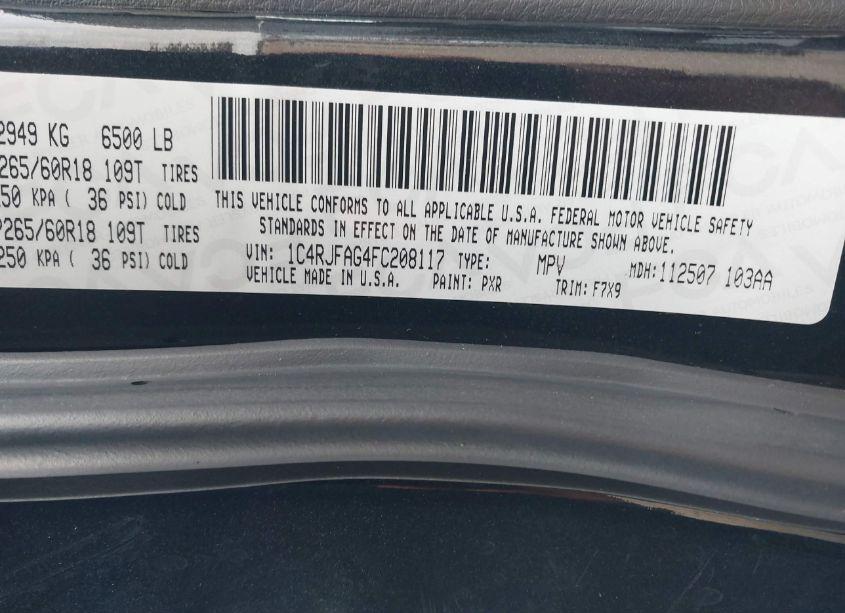 2949 KG 6500 LB
265/60R18 109T TIRES
250 KPA ( 36 PSI) COLD
P265/60R18 109T TIRES
250 KPA ( 36 PSI) COLD
THIS VEHICLE CONFORMS TO ALL APPLICABLE U.S.A. FEDERAL MOTOR VEHICLE SAFETY
STANDARDS IN EFFECT ON THE DATE OF MANUFACTURE SHOWN ABOVE.
VIN: 1C4RJFAG4FC208117 TYPE: MPV MDH:112507 103AA
VEHICLE MADE IN U.S.A. PAINT: PXR TRIM: F7X9